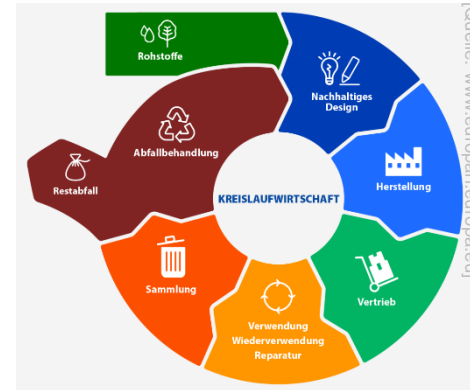 Rohstoffe
Nachhaltiges
Design
Abfallbehandlung
Restabfall
KREISLAUFWIRTSCHAFT
Herstellung
Sammlung
Vertrieb
Verwendung
Wiederverwendung
Reparatur